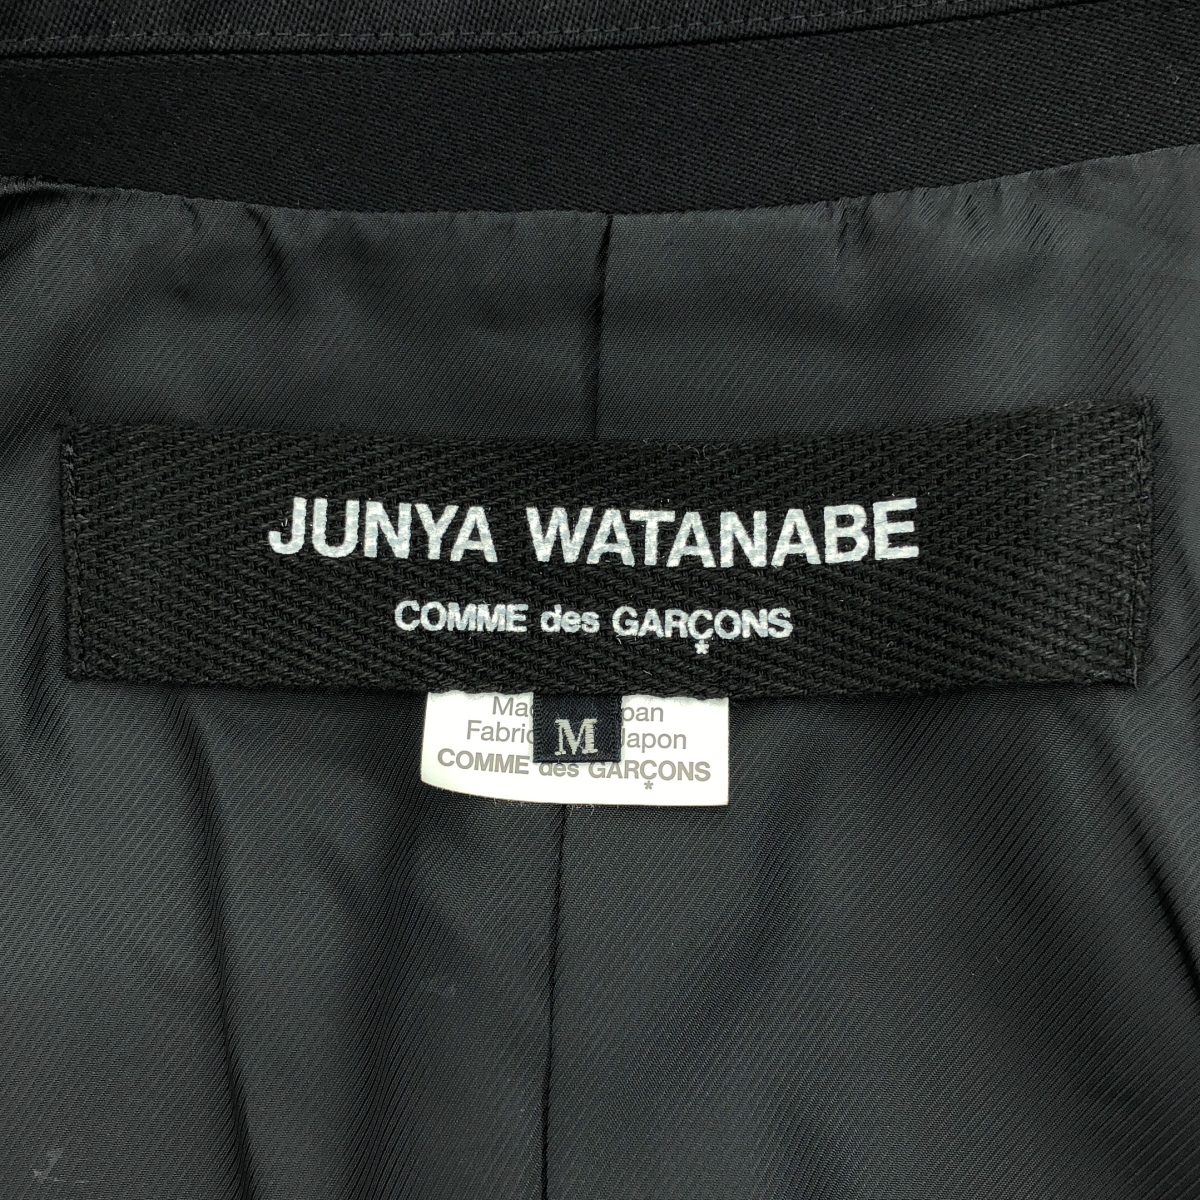 JUNYA WATANABE
COMME des GARÇONS
*
M
COMME des GARÇONS
*